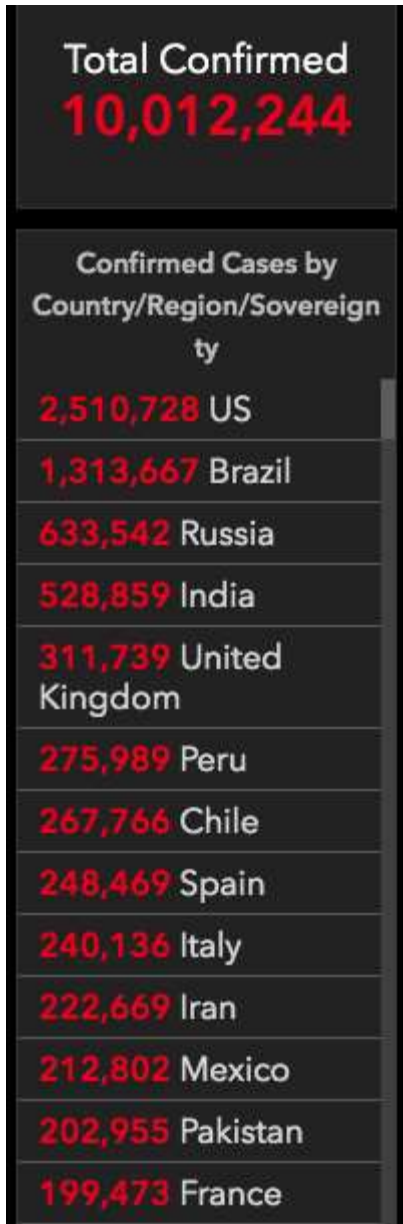 Total Confirmed
10,012,244
Confirmed Cases by
Country/Region/Sovereign
ty
2,510,728 US
1,313,667 Brazil
633,542 Russia
528,859 India
311,739 United
Kingdom
275,989 Peru
267,766 Chile
248,469 Spain
240,136 Italy
222,669 Iran
212,802 Mexico
202,955 Pakistan
199,473 France